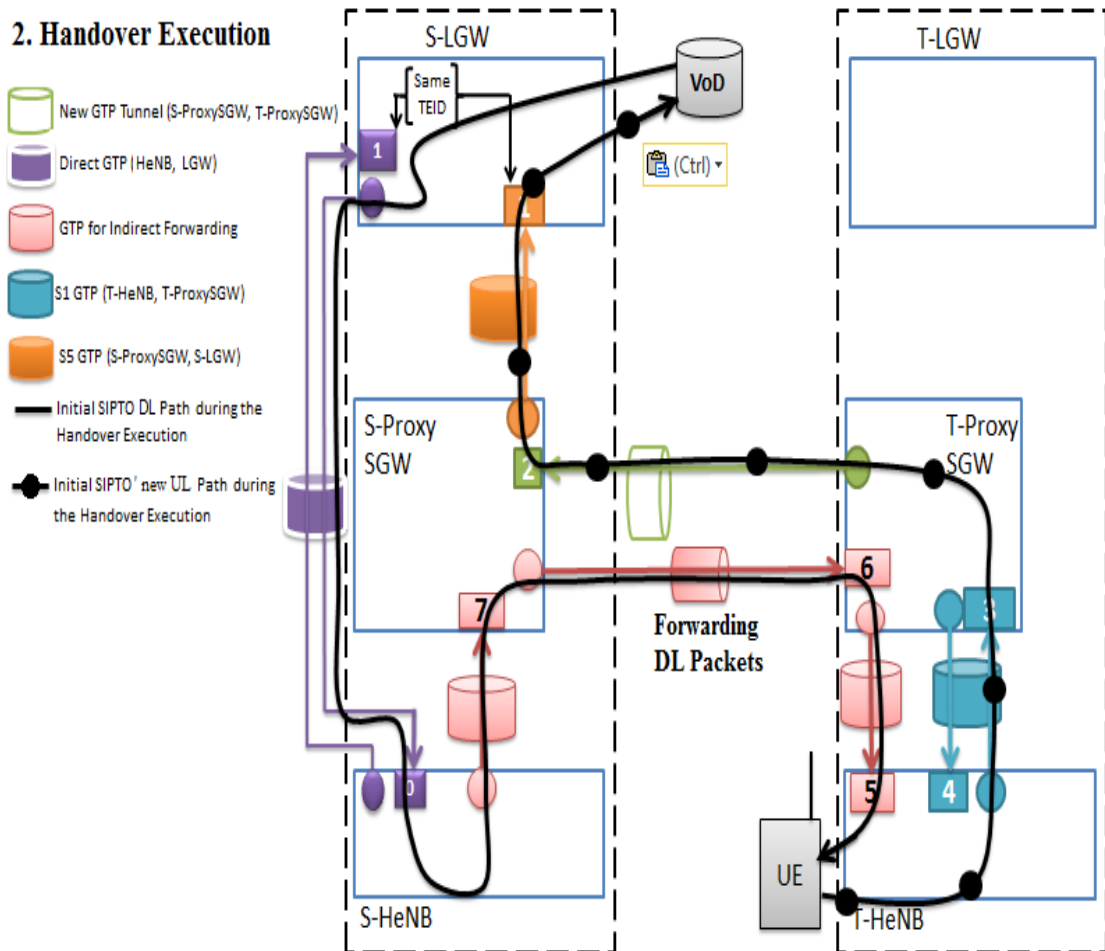 2. Handover Execution
S-LGW
T-LGW
Same
TEID
VoD
New GTP Tunnel (S-ProxySGW, T-ProxySGW)
1
Direct GTP (HeNB, LGW)
(Ctrl)
1
GTP for Indirect Forwarding
S1 GTP (T-HeNB, T-ProxySGW)
S5 GTP (S-ProxySGW, S-LGW)
Initial SIPTO DL Path during the
Handover Execution
S-Proxy
SGW
T-Proxy
SGW
2
Initial SIPTO' new UL Path during
the Handover Execution
6
7
3
Forwarding
DL Packets
0
5
4
UE
S-HeNB
T-HeNB